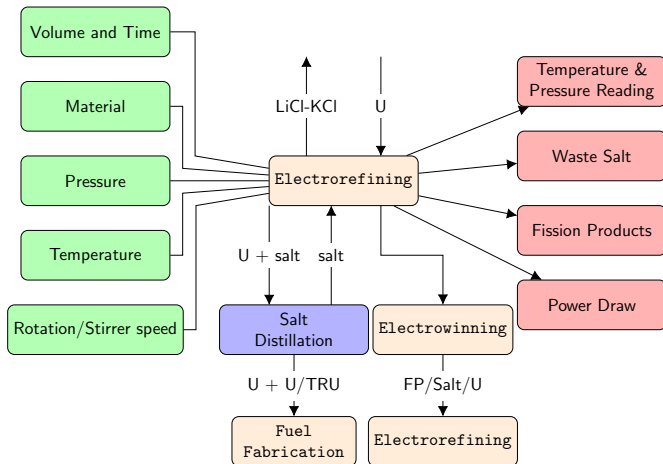 Volume and Time
Material
Pressure
Temperature
Rotation/Stirrer speed
LiCl-KCl
U
Electrorefining
U + salt
salt
Salt
Distillation
Electrowinning
U + U/TRU
FP/Salt/U
Fuel
Fabrication
Electrorefining
Temperature &
Pressure Reading
Waste Salt
Fission Products
Power Draw